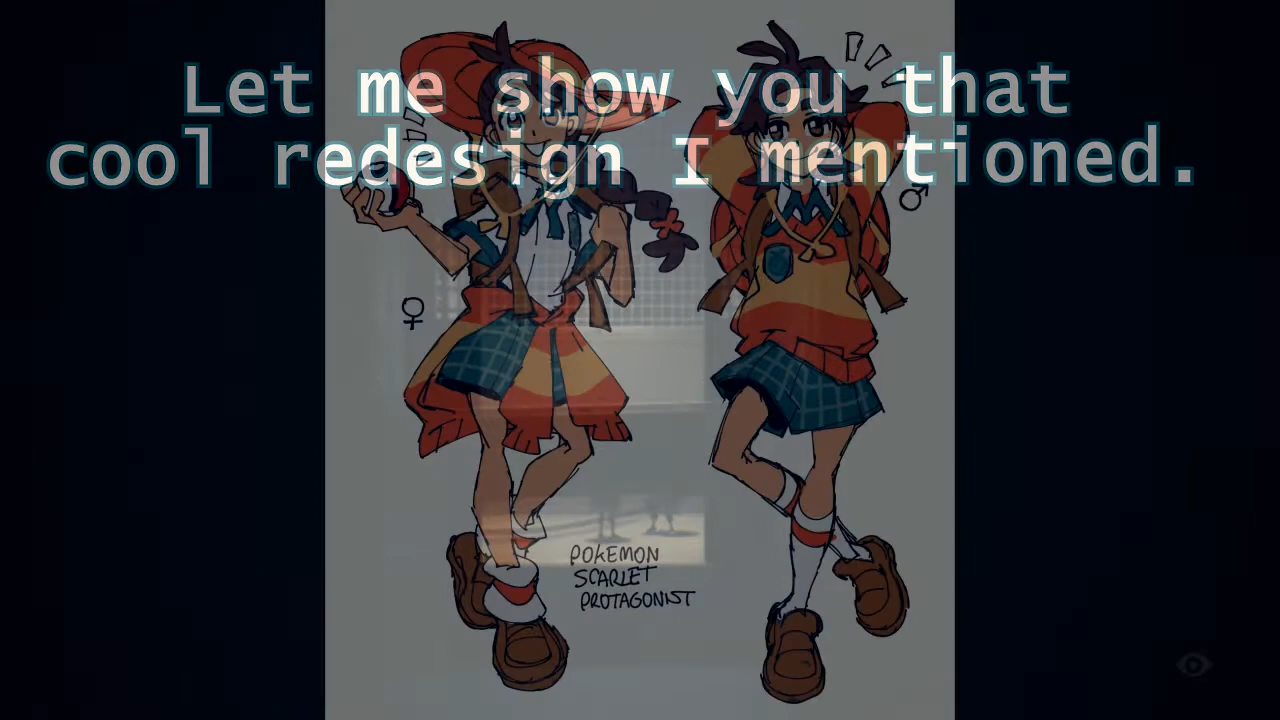 Let me show you that
cool redesign I mentioned.
POKEMON
SCARLET
PROTAGONIST